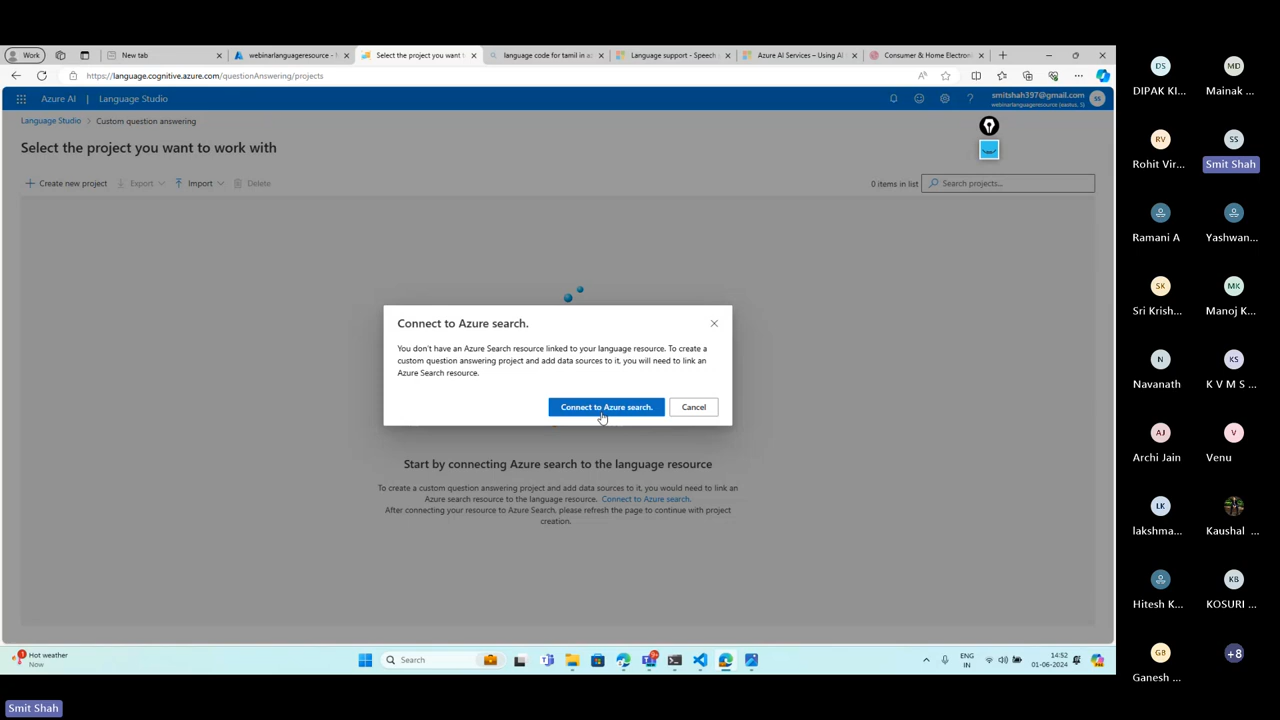 Work
New tab
webinarlanguageresource - M
Select the project you want t
language code for tamil in a
Language support - Speech
Azure AI Services – Using AI
Consumer & Home Electron
https://language.cognitive.azure.com/questionAnswering/projects
Azure AI | Language Studio
smitshah397@gmail.com
webinarlanguageresource (eastus, S)
SS
Language Studio > Custom question answering
Select the project you want to work with
Create new project
Export
Import
Delete
0 items in list
Search projects...
Connect to Azure search.
You don't have an Azure Search resource linked to your language resource. To create a
custom question answering project and add data sources to it, you will need to link an
Azure Search resource.
Connect to Azure search.
Cancel
Start by connecting Azure search to the language resource
To create a custom question answering project and add data sources to it, you would need to link an
Azure search resource to the language resource. Connect to Azure search.
After connecting your resource to Azure Search, please refresh the page to continue with project
creation.
Hot weather
Now
Search
ENG
IN
14:52
01-06-2024
DS
DIPAK KI...
MD
Mainak ...
RV
Rohit Vir...
SS
Smit Shah
Ramani A
Yashwan...
SK
Sri Krish...
MK
Manoj K...
N
Navanath
KS
K V M S ...
AJ
Archi Jain
V
Venu
LK
lakshma...
Kaushal ...
Hitesh K...
KB
KOSURI ...
GB
Ganesh ...
+8
Smit Shah